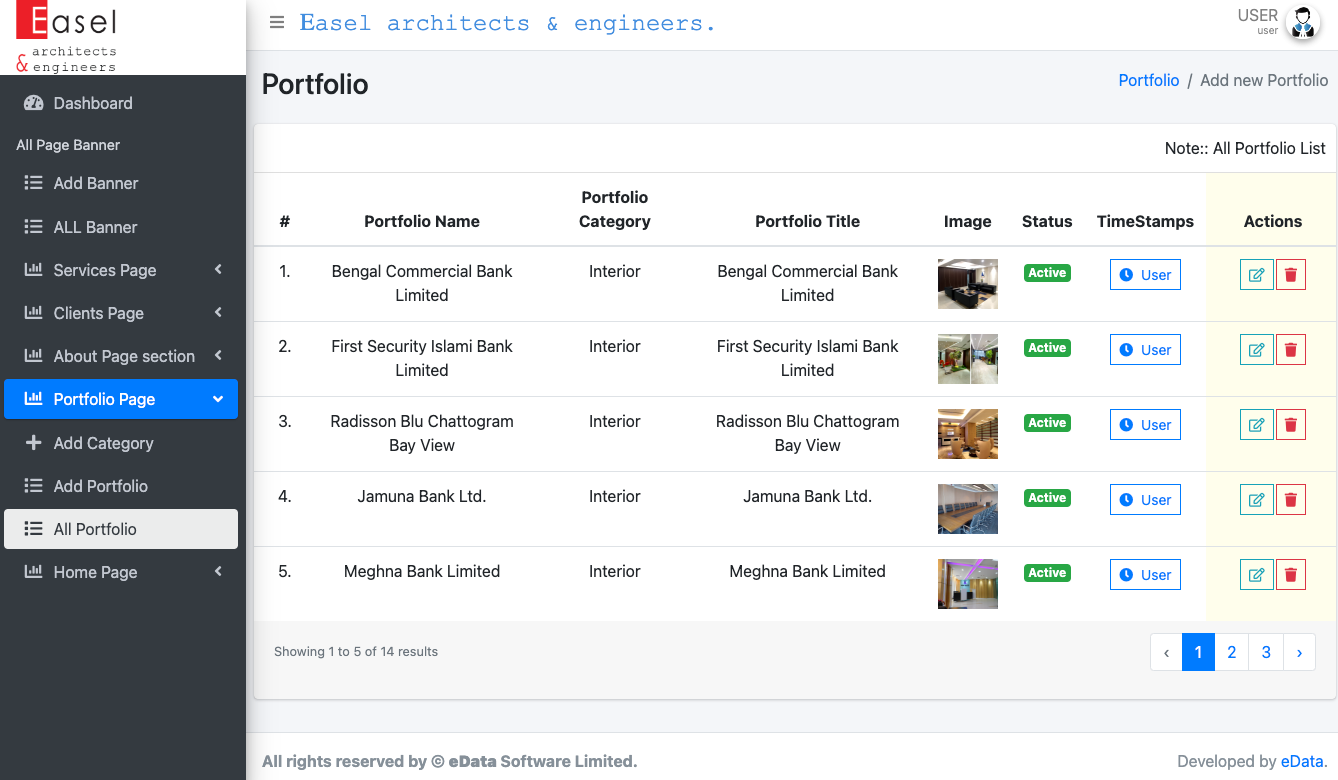 Easel
architects
& engineers
Easel architects & engineers.
USER
user
Dashboard
All Page Banner
Add Banner
ALL Banner
Services Page
Clients Page
About Page section
Portfolio Page
Add Category
Add Portfolio
All Portfolio
Home Page
Portfolio
Portfolio / Add new Portfolio
Note:: All Portfolio List
# Portfolio Name Portfolio Category Portfolio Title Image Status TimeStamps Actions
1. Bengal Commercial Bank Limited Interior Bengal Commercial Bank Limited Active User
2. First Security Islami Bank Limited Interior First Security Islami Bank Limited Active User
3. Radisson Blu Chattogram Bay View Interior Radisson Blu Chattogram Bay View Active User
4. Jamuna Bank Ltd. Interior Jamuna Bank Ltd. Active User
5. Meghna Bank Limited Interior Meghna Bank Limited Active User
Showing 1 to 5 of 14 results
‹ 1 2 3 ›
All rights reserved by © eData Software Limited.
Developed by eData.